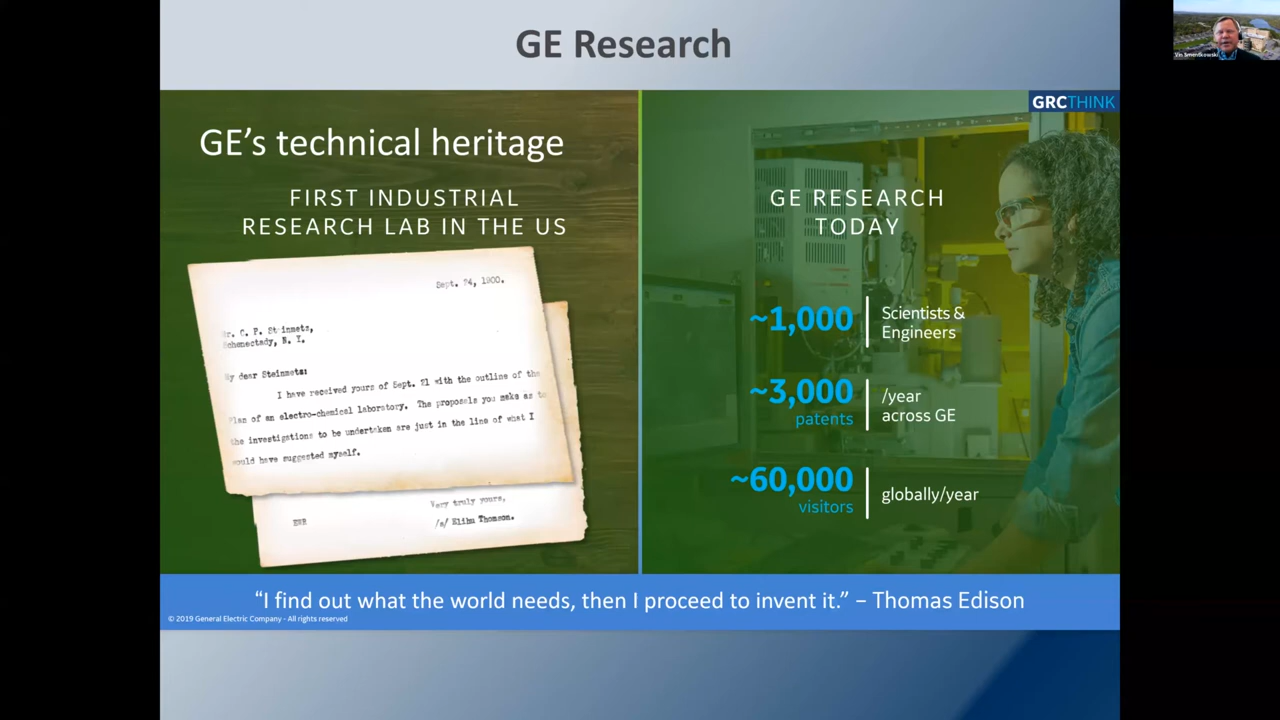 GE Research
GRCTHINK
GE's technical heritage
FIRST INDUSTRIAL
RESEARCH LAB IN THE US
Sept. 24, 1900.
Mr. C. P. Steinmetz,
Schenectady, N. Y.
My dear Steinmetz:
I have received yours of Sept. 21 with the outline of the
Plan of an electro-chemical laboratory. The proposals you make as to
the investigations to be undertaken are just in the line of what I
would have suggested myself.
Very truly yours,
EWR
/s/ Elihu Thomson.
GE RESEARCH
TODAY
~1,000 Scientists &
Engineers
~3,000 /year
patents across GE
~60,000
visitors globally/year
“I find out what the world needs, then I proceed to invent it.” – Thomas Edison
© 2019 General Electric Company - All rights reserved
Vin Smentkowski